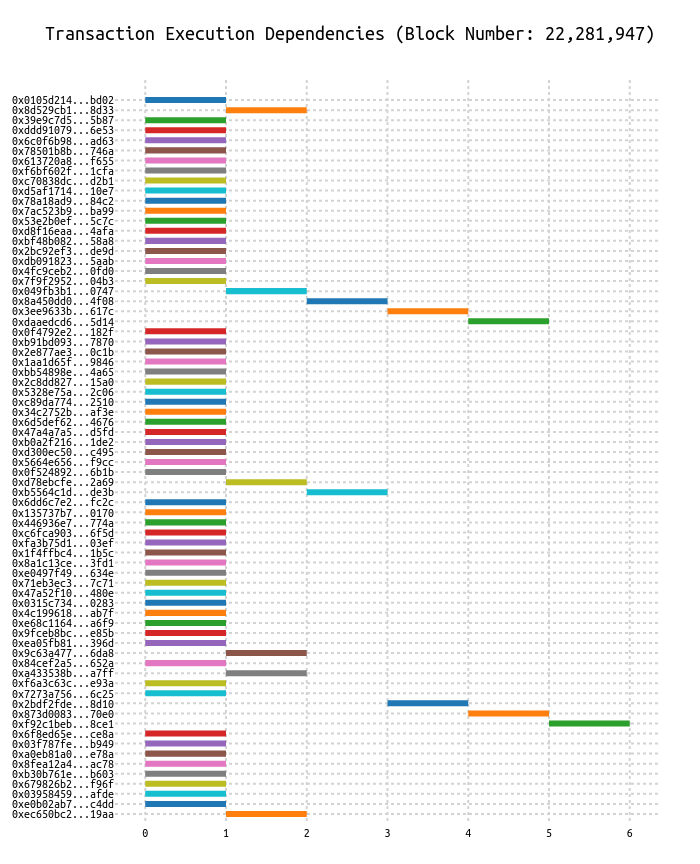 Transaction Execution Dependencies (Block Number: 22,281,947)
0x0105d214...bd02
0x8d529cb1...8d33
0x39e9c7d5...5b87
0xddd91079...6e53
0x6c0f6b98...ad63
0x78501b8b...746a
0x613720a8...f655
0xf6bf602f...1cfa
0xc70838dc...d2b1
0xd5af1714...10e7
0x78a18ad9...84c2
0x7ac523b9...ba99
0x53e2b0ef...5c7c
0xd8f16eaa...4afa
0xbf48b082...58a8
0x2bc92ef3...de9d
0xdb091823...5aab
0x4fc9ceb2...0fd0
0x7f9f2952...04b3
0x049fb3b1...0747
0x8a450dd0...4f08
0x3ee9633b...617c
0xdaaedcd6...5d14
0x0f4792e2...182f
0xb91bd093...7870
0x2e877ae3...0c1b
0x1aa1d65f...9846
0xbb54898e...4a65
0x2c8dd827...15a0
0x5328e75a...2c06
0xc89da774...2510
0x34c2752b...af3e
0x6d5def62...4676
0x47a4a7a5...d5fd
0xb0a2f216...1de2
0xd300ec50...c495
0x5664e656...f9cc
0x0f524892...6b1b
0xd78ebcfe...2a69
0xb5564c1d...de3b
0x6dd6c7e2...fc2c
0x135737b7...0170
0x446936e7...774a
0xc6fca903...6f5d
0xfa3b75d1...03ef
0x1f4ffbc4...1b5c
0x8a1c13ce...3fd1
0xe0497f49...634e
0x71eb3ec3...7c71
0x47a52f10...480e
0x0315c734...0283
0x4c199618...ab7f
0xe68c1164...a6f9
0x9fceb8bc...e85b
0xea05fb81...396d
0x9c63a477...6da8
0x84cef2a5...652a
0xa433538b...a7ff
0xf6a3c63c...e93a
0x7273a756...6c25
0x2bdf2fde...8d10
0x873d0083...70e0
0xf92c1beb...8ce1
0x6f8ed65e...ce8a
0x03f787fe...b949
0xa0eb81a0...e78a
0x8fea12a4...ac78
0xb30b761e...b603
0x679826b2...f96f
0x03958459...afde
0xe0b02ab7...c4dd
0xec650bc2...19aa
0 1 2 3 4 5 6